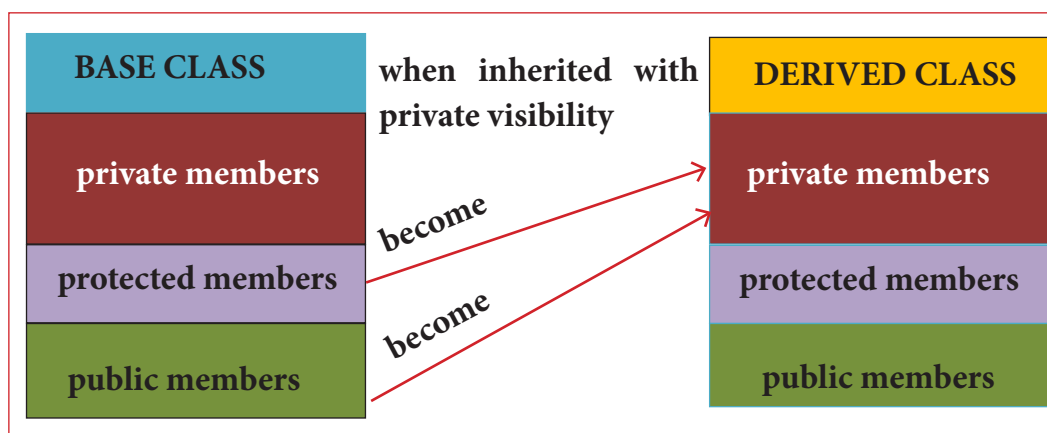 BASE CLASS
when inherited with
private visibility
DERIVED CLASS
private members
become
private members
protected members
become
protected members
public members
public members